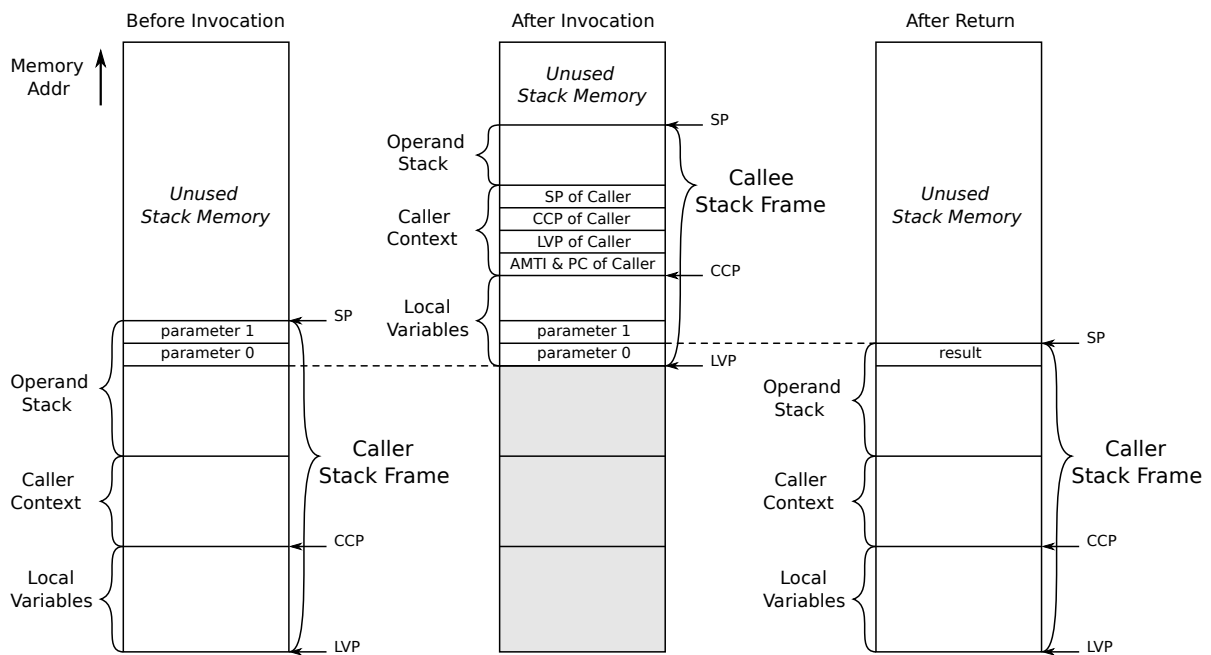 Before Invocation
Memory
Addr
Unused
Stack Memory
SP
parameter 1
parameter 0
Operand
Stack
Caller
Stack Frame
Caller
Context
CCP
Local
Variables
LVP
After Invocation
Unused
Stack Memory
SP
Operand
Stack
Callee
Stack Frame
SP of Caller
CCP of Caller
LVP of Caller
AMTI & PC of Caller
Caller
Context
CCP
Local
Variables
parameter 1
parameter 0
LVP
After Return
Unused
Stack Memory
SP
result
Operand
Stack
Caller
Stack Frame
Caller
Context
CCP
Local
Variables
LVP